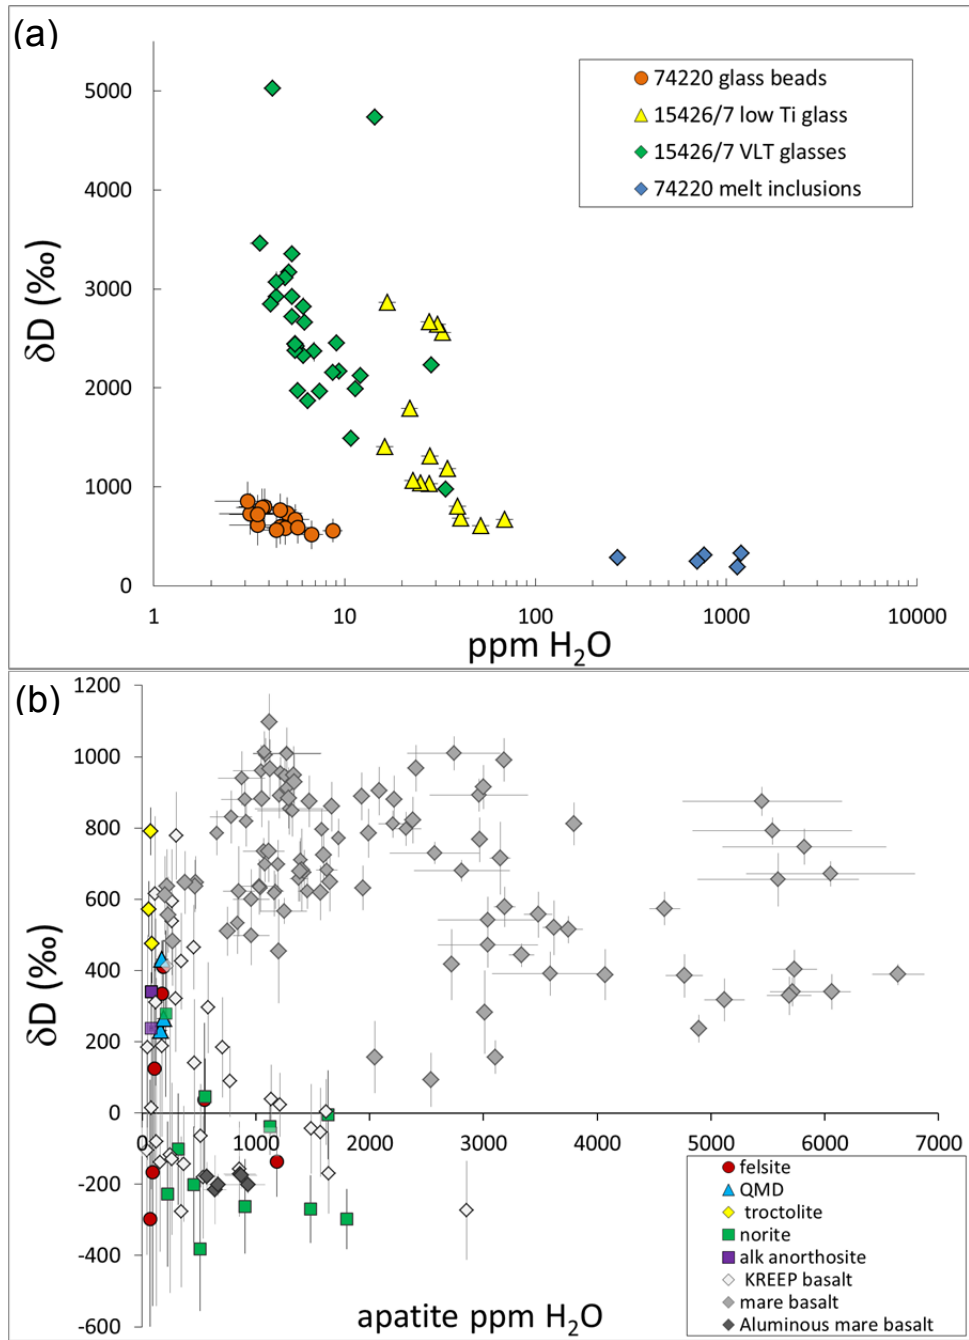 (a)
5000
4000
3000
2000
1000
0
δD (‰)
74220 glass beads
15426/7 low Ti glass
15426/7 VLT glasses
74220 melt inclusions
1 10 100 1000 10000
ppm H₂O
(b)
1200
1000
800
600
400
200
0
-200
-400
-600
δD (‰)
0 1000 2000 3000 4000 5000 6000 7000
apatite ppm H₂O
felsite
QMD
troctolite
norite
alk anorthosite
KREEP basalt
mare basalt
Aluminous mare basalt